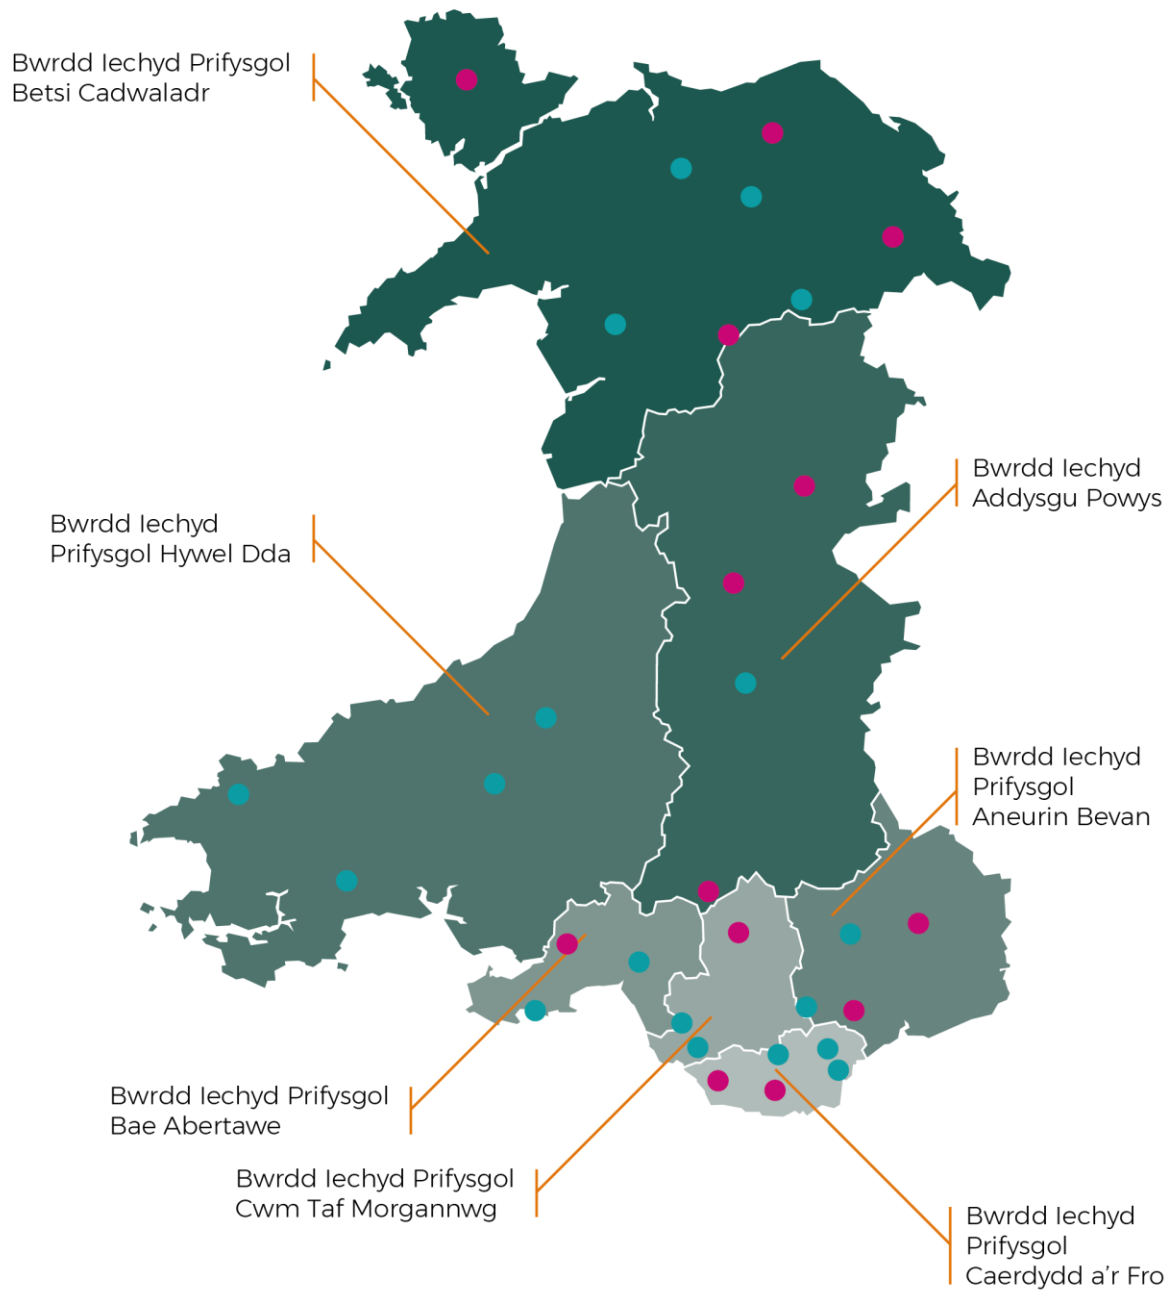 Bwrdd Iechyd Prifysgol
Betsi Cadwaladr
Bwrdd Iechyd
Addysgu Powys
Bwrdd Iechyd
Prifysgol Hywel Dda
Bwrdd Iechyd
Prifysgol
Aneurin Bevan
Bwrdd Iechyd Prifysgol
Bae Abertawe
Bwrdd Iechyd Prifysgol
Cwm Taf Morgannwg
Bwrdd Iechyd
Prifysgol
Caerdydd a'r Fro